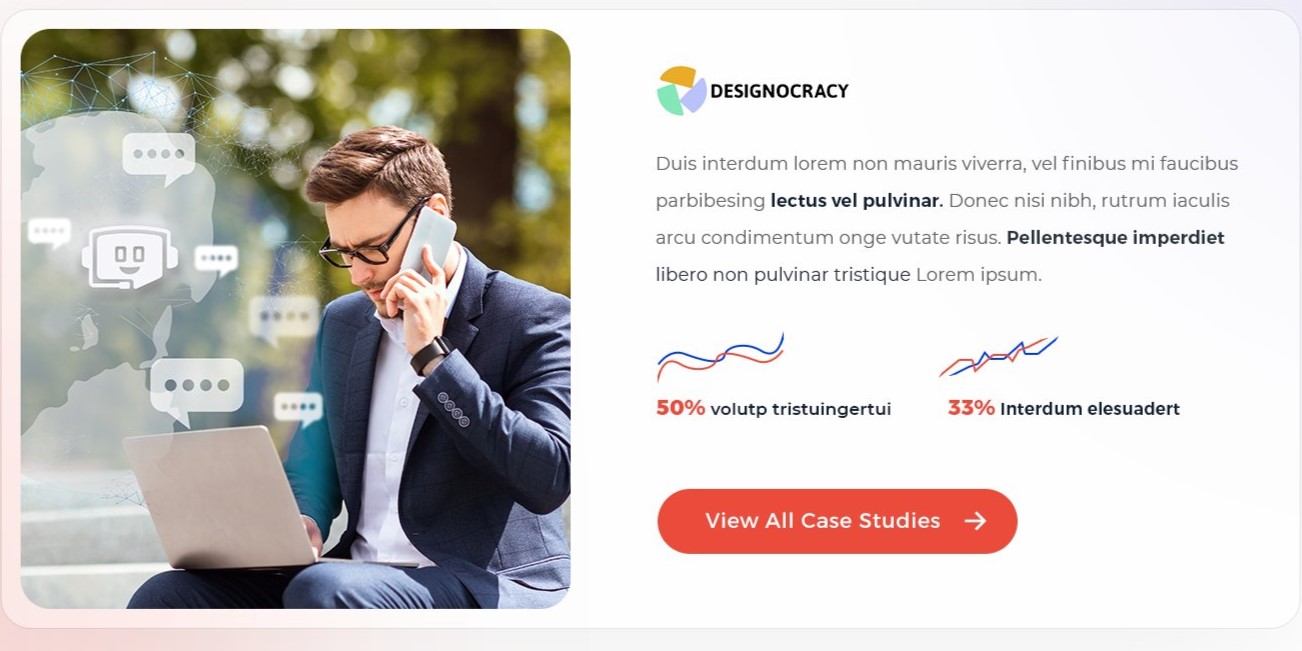 DESIGNOCRACY
Duis interdum lorem non mauris viverra, vel finibus mi faucibus
parbibesing lectus vel pulvinar. Donec nisi nibh, rutrum iaculis
arcu condimentum onge vutate risus. Pellentesque imperdiet
libero non pulvinar tristique Lorem ipsum.
50% volutp tristuingertui
33% Interdum elesuadert
View All Case Studies